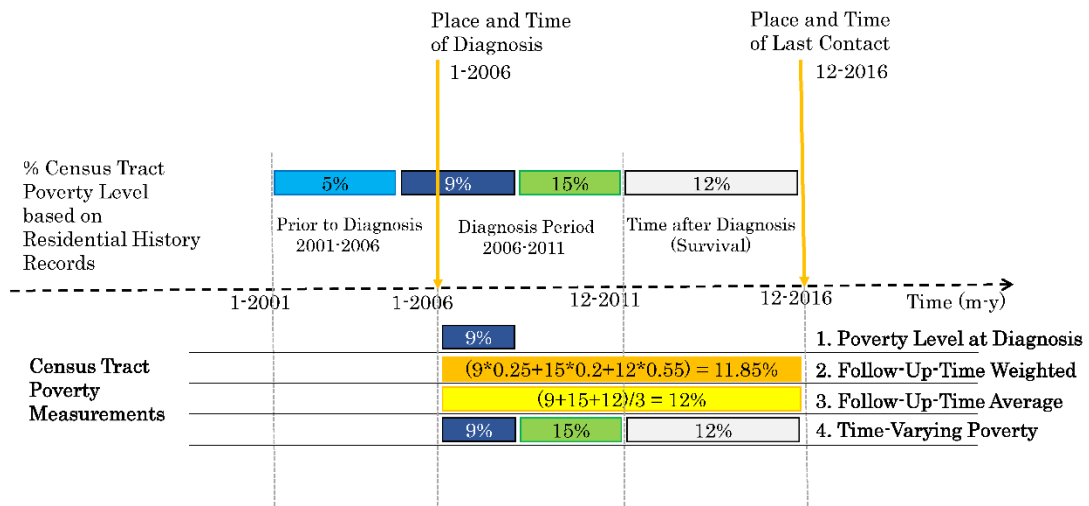 Place and Time
of Diagnosis
1-2006
Place and Time
of Last Contact
12-2016
% Census Tract
Poverty Level
based on
Residential History
Records
5%
9%
15%
12%
Prior to Diagnosis
2001-2006
Diagnosis Period
2006-2011
Time after Diagnosis
(Survival)
1-2001
1-2006
12-2011
12-2016
Time (m-y)
Census Tract
Poverty
Measurements
9%
1. Poverty Level at Diagnosis
(9*0.25+15*0.2+12*0.55) = 11.85%
2. Follow-Up-Time Weighted
(9+15+12)/3 = 12%
3. Follow-Up-Time Average
9%
15%
12%
4. Time-Varying Poverty